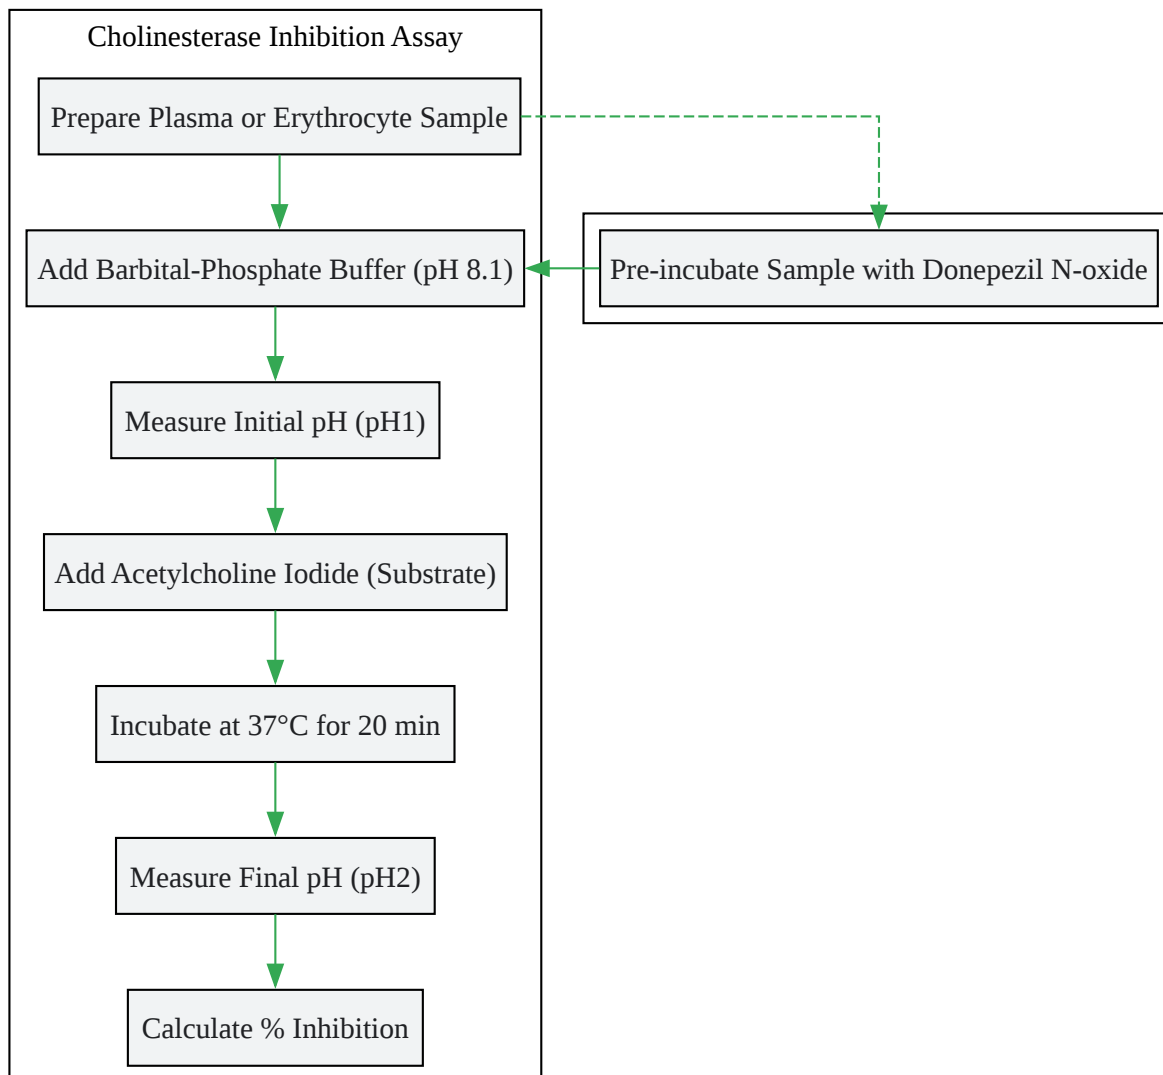 Cholinesterase Inhibition Assay
Prepare Plasma or Erythrocyte Sample
Add Barbital-Phosphate Buffer (pH 8.1)
Pre-incubate Sample with Donepezil N-oxide
Measure Initial pH (pH1)
Add Acetylcholine Iodide (Substrate)
Incubate at 37°C for 20 min
Measure Final pH (pH2)
Calculate % Inhibition